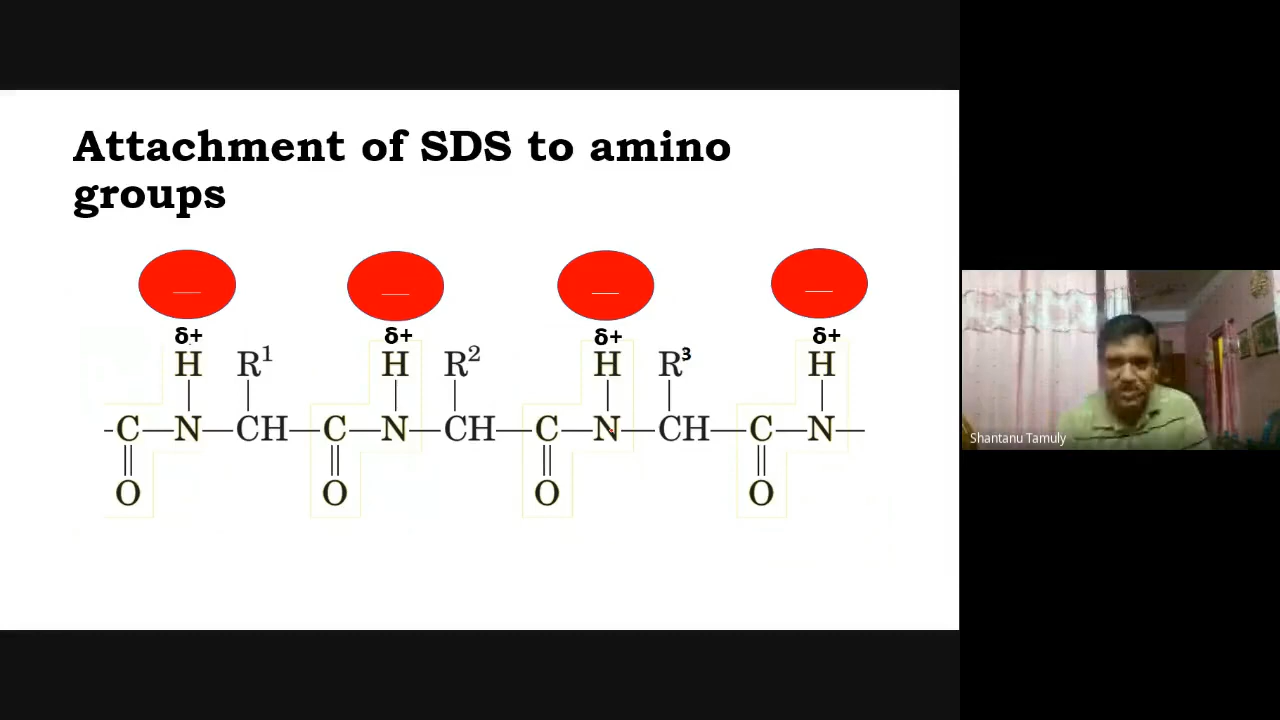 Attachment of SDS to amino
groups
— — — —
δ+ δ+ δ+ δ+
H R¹ H R² H R³ H
-C—N—CH—C—N—CH—C—N—CH—C—N—
O O O O
Shantanu Tamuly